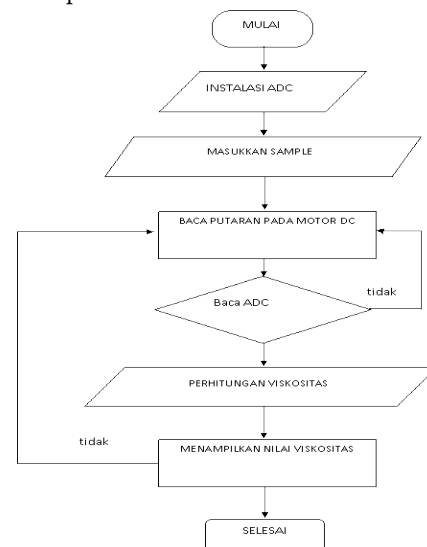 MULAI
INSTALASI ADC
MASUKKAN SAMPLE
BACA PUTARAN PADA MOTOR DC
tidak
Baca ADC
PERHITUNGAN VISKOSITAS
tidak
MENAMPILKAN NILAI VISKOSITAS
SELESAI